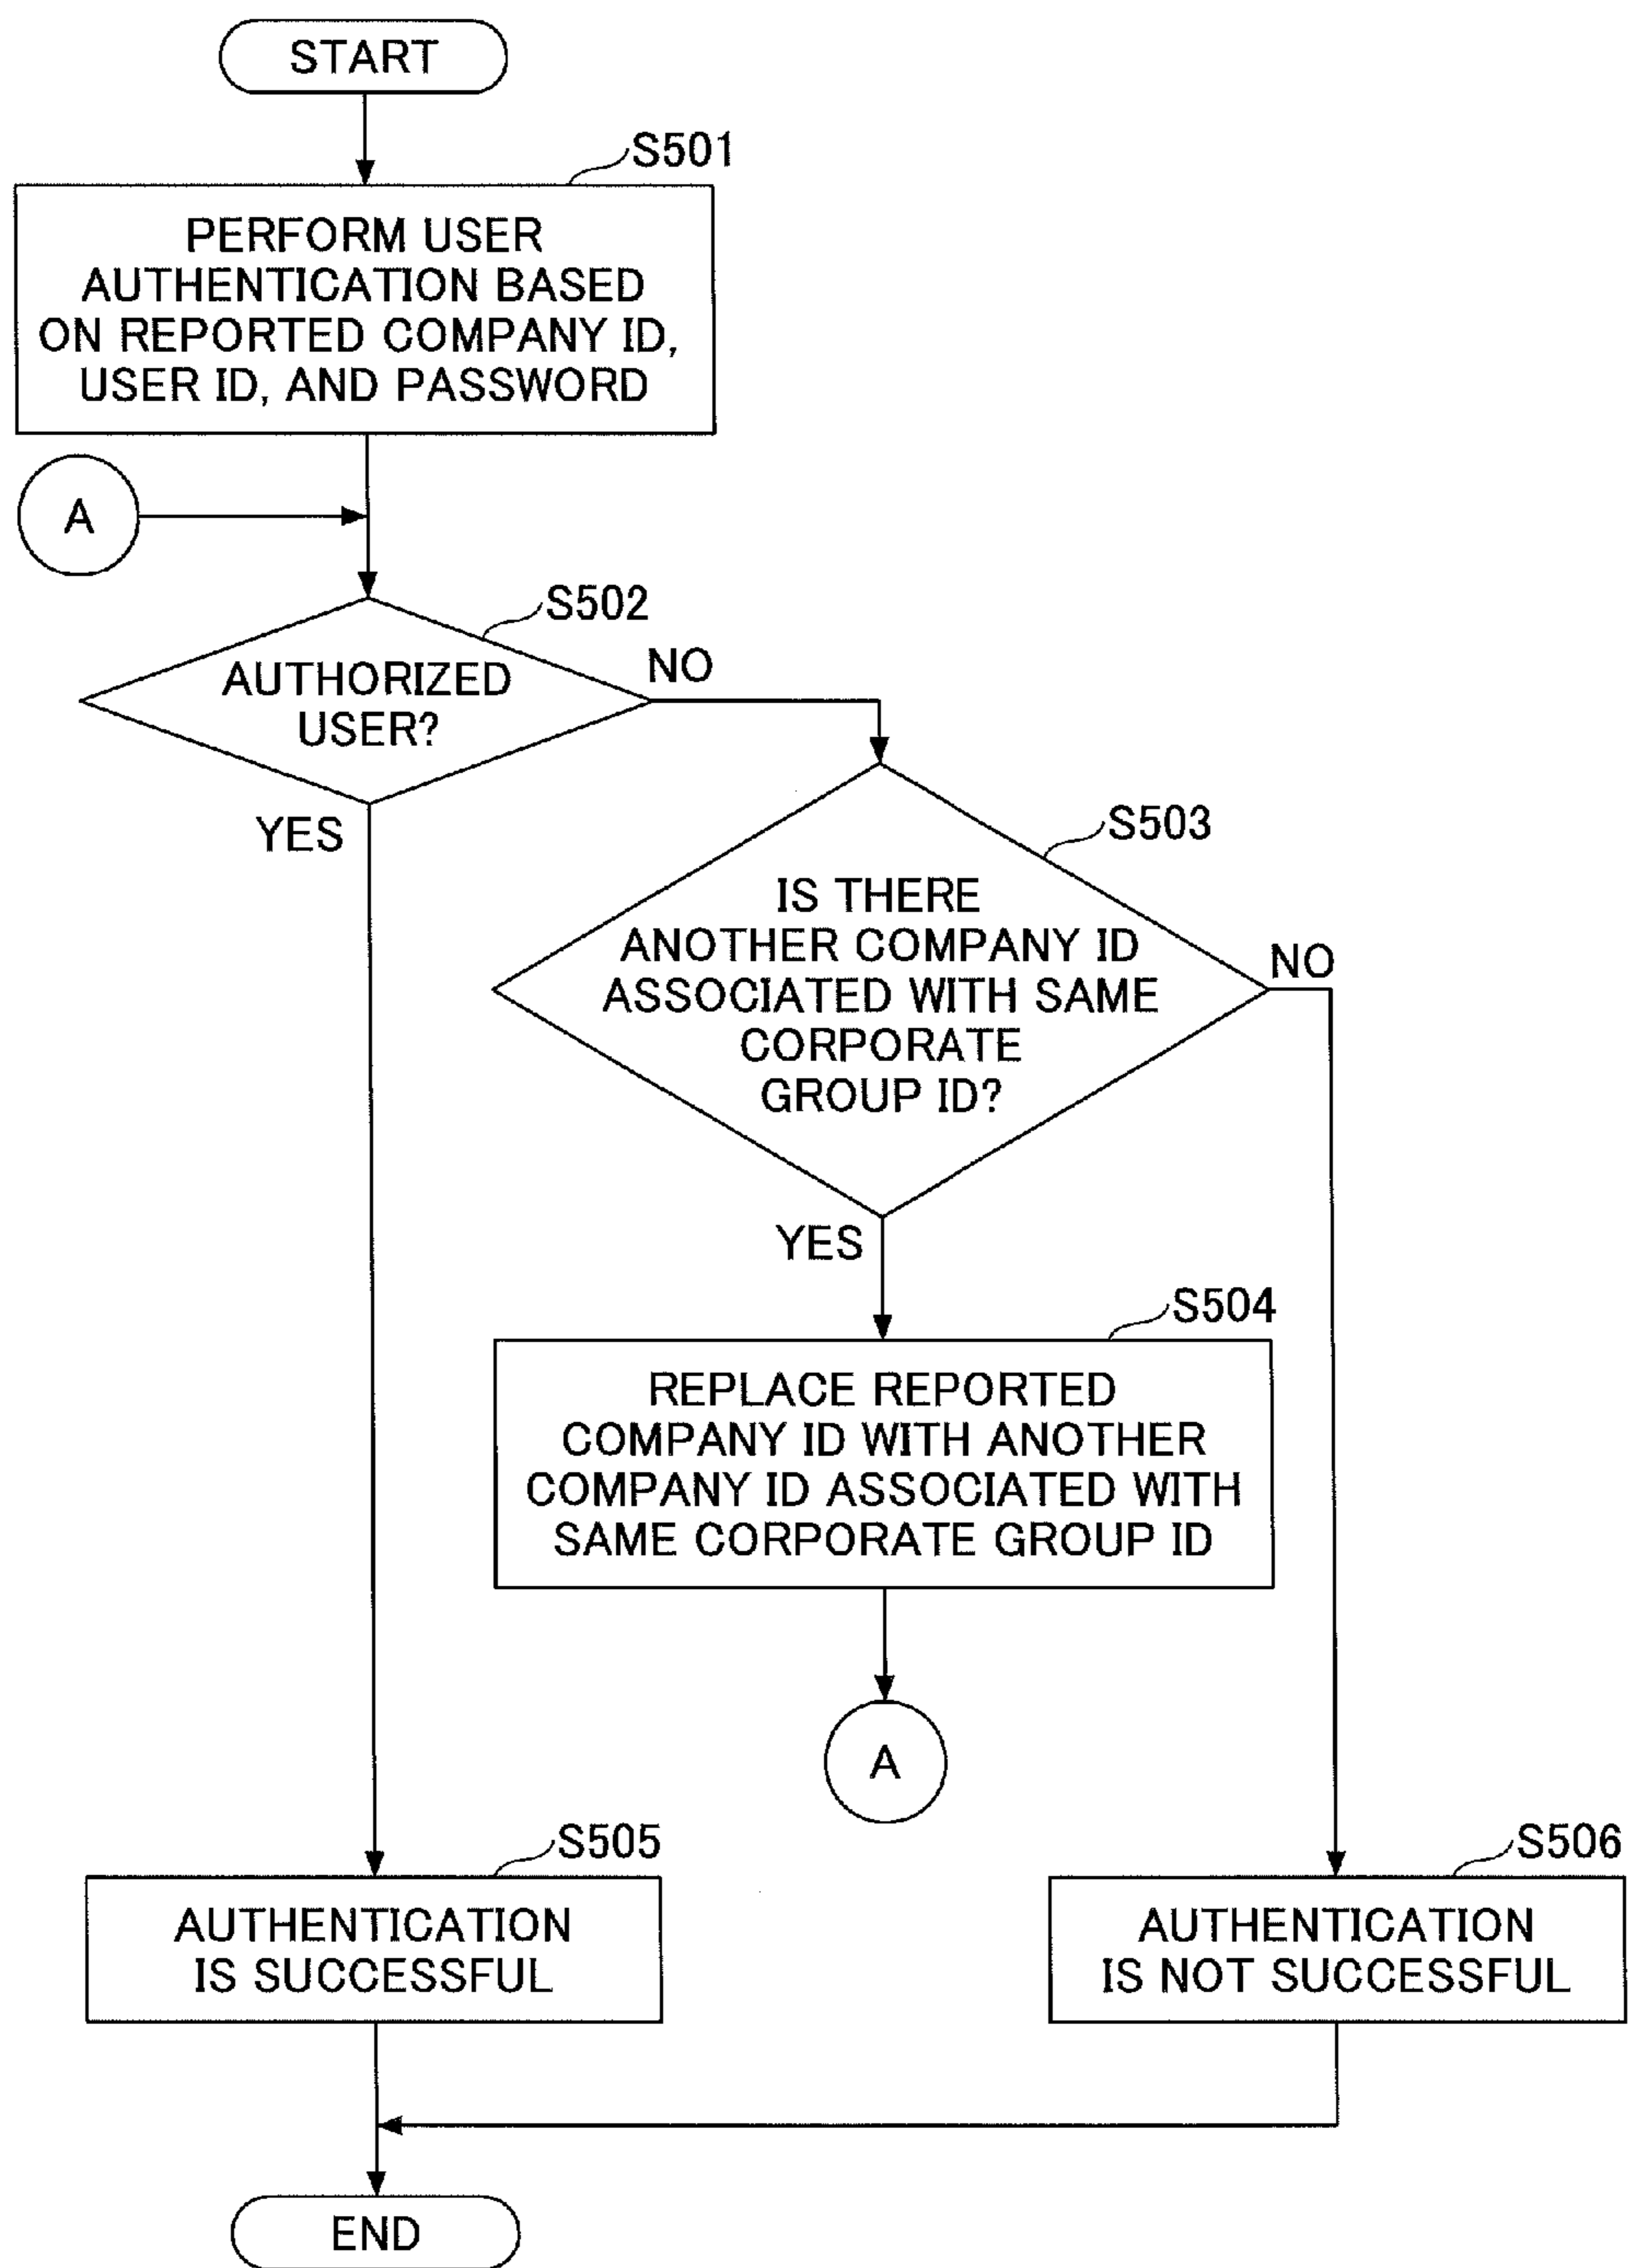 START
S501
PERFORM USER
AUTHENTICATION BASED
ON REPORTED COMPANY ID,
USER ID, AND PASSWORD
A
S502
AUTHORIZED
USER?
NO
YES
S503
IS THERE
ANOTHER COMPANY ID
ASSOCIATED WITH SAME
CORPORATE
GROUP ID?
NO
YES
S504
REPLACE REPORTED
COMPANY ID WITH ANOTHER
COMPANY ID ASSOCIATED WITH
SAME CORPORATE GROUP ID
A
S505
AUTHENTICATION
IS SUCCESSFUL
S506
AUTHENTICATION
IS NOT SUCCESSFUL
END